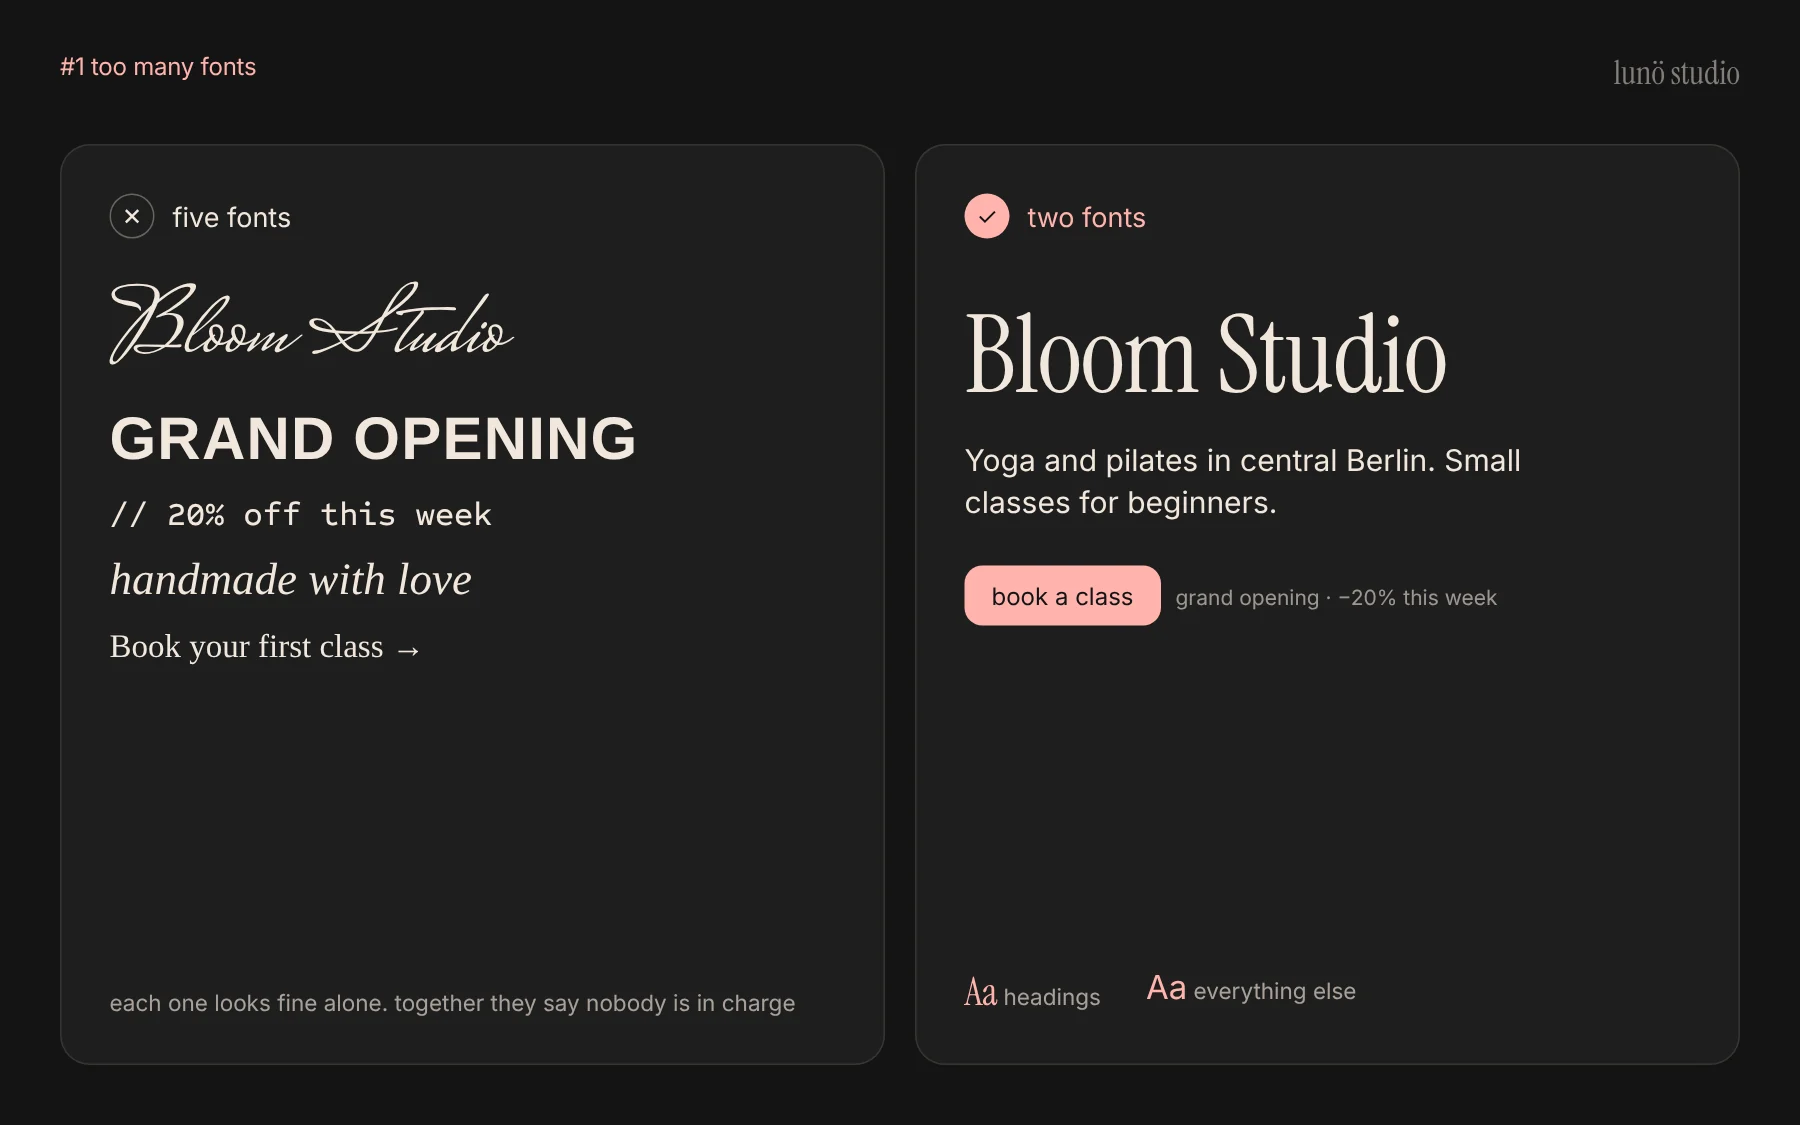 #1 too many fonts
lunö studio
five fonts
Bloom Studio
GRAND OPENING
// 20% off this week
handmade with love
Book your first class →
each one looks fine alone. together they say nobody is in charge
two fonts
Bloom Studio
Yoga and pilates in central Berlin. Small
classes for beginners.
book a class
grand opening · −20% this week
Aa headings
Aa everything else